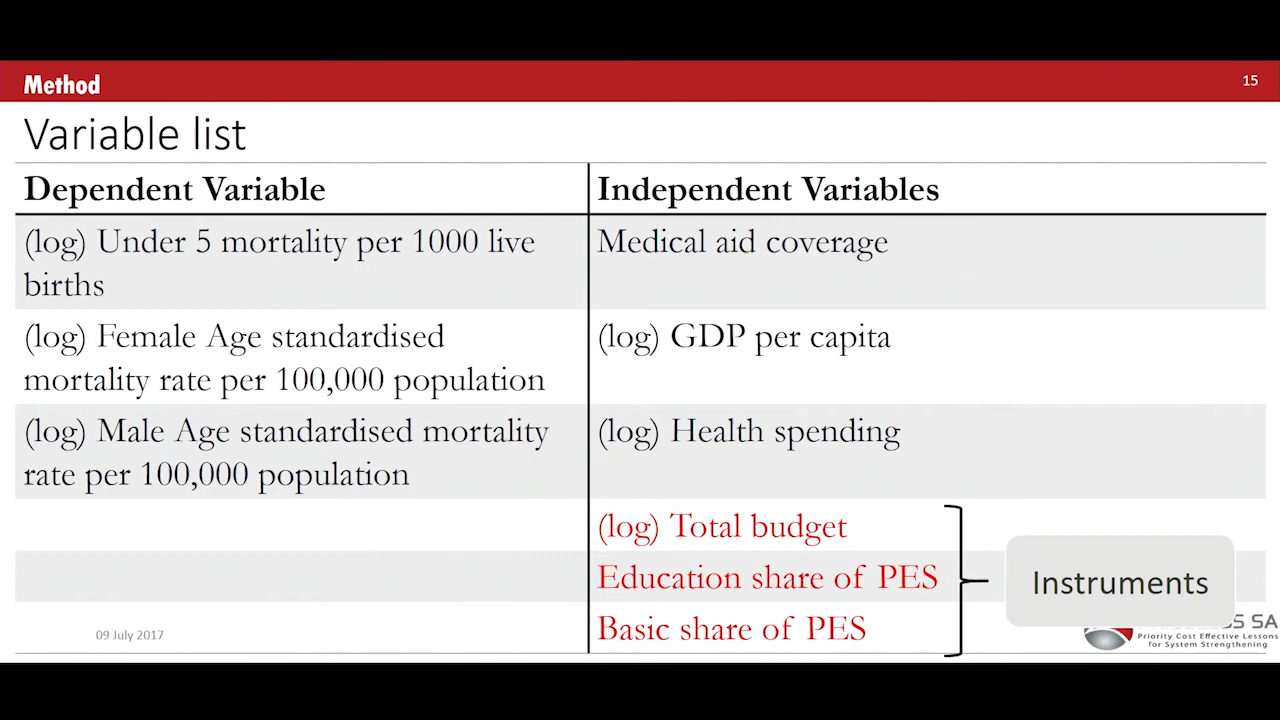 Method
15
Variable list
Dependent Variable
Independent Variables
(log) Under 5 mortality per 1000 live
births
Medical aid coverage
(log) Female Age standardised
mortality rate per 100,000 population
(log) GDP per capita
(log) Male Age standardised mortality
rate per 100,000 population
(log) Health spending
(log) Total budget
Education share of PES
Basic share of PES
Instruments
09 July 2017
SA
Priority Cost Effective Lessons
for System Strengthening